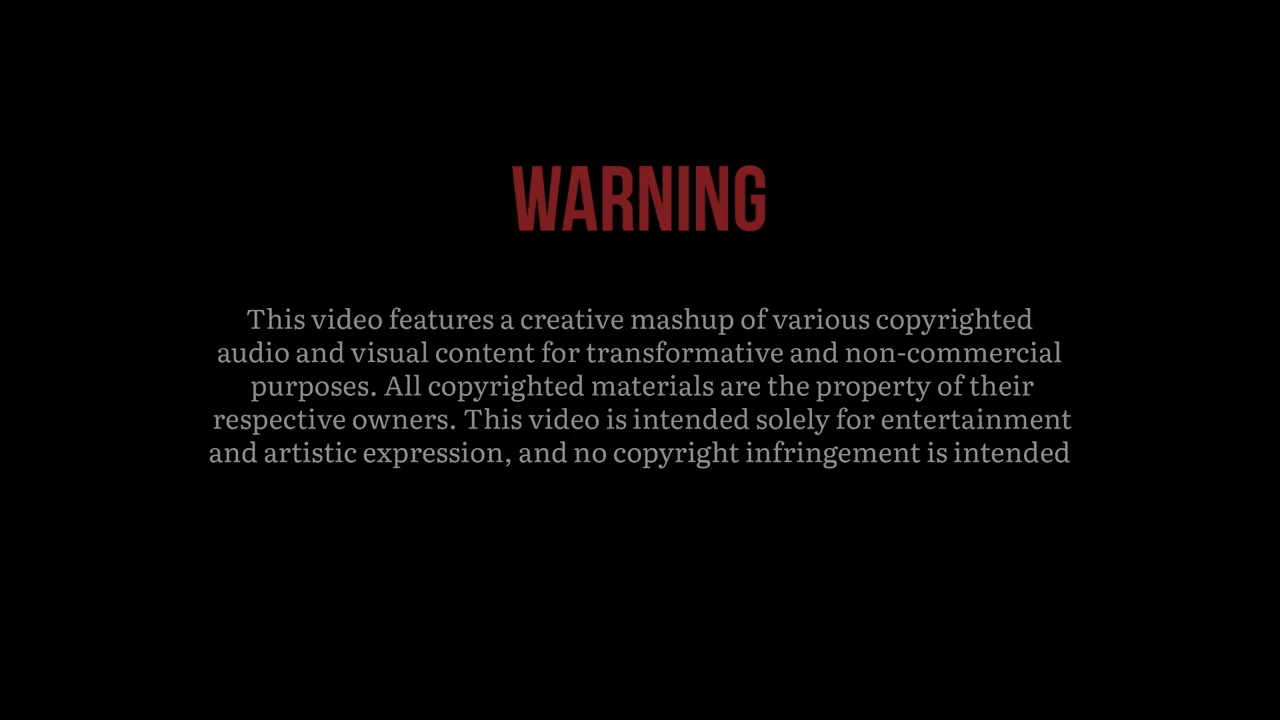 WARNING
This video features a creative mashup of various copyrighted
audio and visual content for transformative and non-commercial
purposes. All copyrighted materials are the property of their
respective owners. This video is intended solely for entertainment
and artistic expression, and no copyright infringement is intended